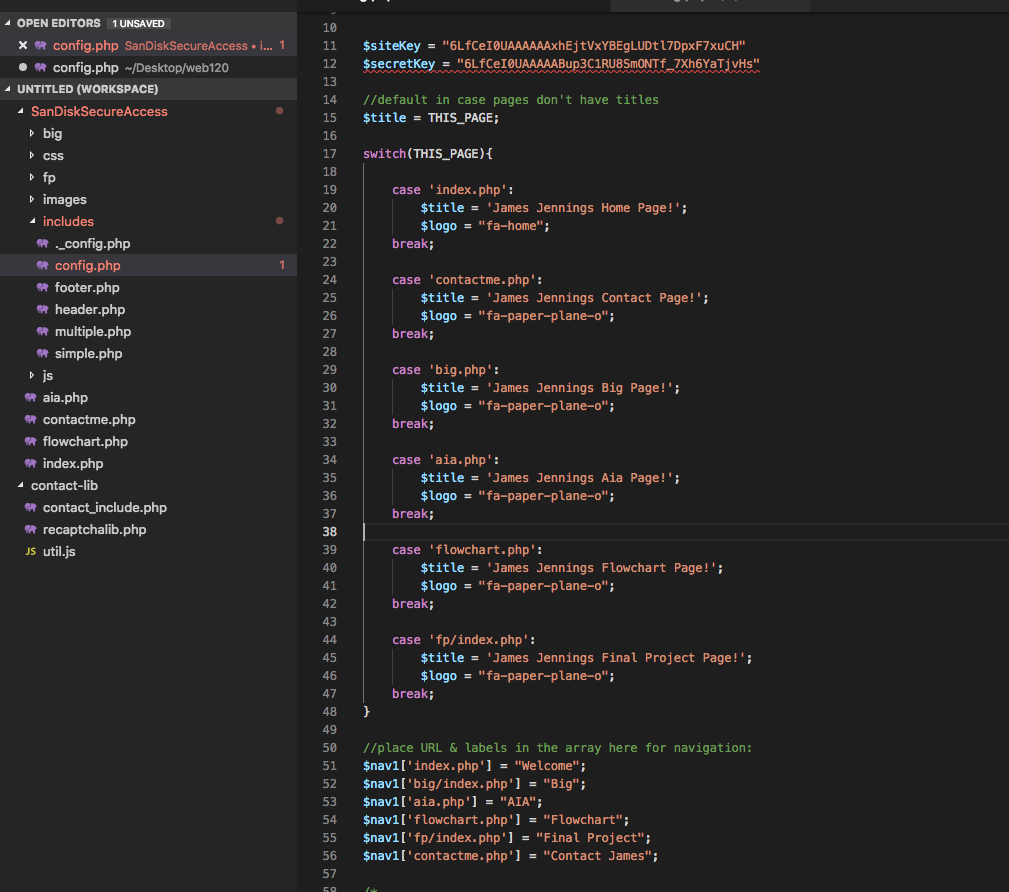 OPEN EDITORS 1 UNSAVED
config.php SanDiskSecureAccess • i... 1
config.php ~/Desktop/web120
UNTITLED (WORKSPACE)
SanDiskSecureAccess
big
css
fp
images
includes
._config.php
config.php 1
footer.php
header.php
multiple.php
simple.php
js
aia.php
contactme.php
flowchart.php
index.php
contact-lib
contact_include.php
recaptchalib.php
JS util.js
10
11 $siteKey = "6LfCeI0UAAAAAAxhEjtVxYBEgLUDtl7DpxF7xuCH"
12 $secretKey = "6LfCeI0UAAAAABup3C1RU8SmONTf_7Xh6YaTjvHs"
13
14 //default in case pages don't have titles
15 $title = THIS_PAGE;
16
17 switch(THIS_PAGE){
18
19 case 'index.php':
20 $title = 'James Jennings Home Page!';
21 $logo = "fa-home";
22 break;
23
24 case 'contactme.php':
25 $title = 'James Jennings Contact Page!';
26 $logo = "fa-paper-plane-o";
27 break;
28
29 case 'big.php':
30 $title = 'James Jennings Big Page!';
31 $logo = "fa-paper-plane-o";
32 break;
33
34 case 'aia.php':
35 $title = 'James Jennings Aia Page!';
36 $logo = "fa-paper-plane-o";
37 break;
38
39 case 'flowchart.php':
40 $title = 'James Jennings Flowchart Page!';
41 $logo = "fa-paper-plane-o";
42 break;
43
44 case 'fp/index.php':
45 $title = 'James Jennings Final Project Page!';
46 $logo = "fa-paper-plane-o";
47 break;
48 }
49
50 //place URL & labels in the array here for navigation:
51 $nav1['index.php'] = "Welcome";
52 $nav1['big/index.php'] = "Big";
53 $nav1['aia.php'] = "AIA";
54 $nav1['flowchart.php'] = "Flowchart";
55 $nav1['fp/index.php'] = "Final Project";
56 $nav1['contactme.php'] = "Contact James";
57
58 /*